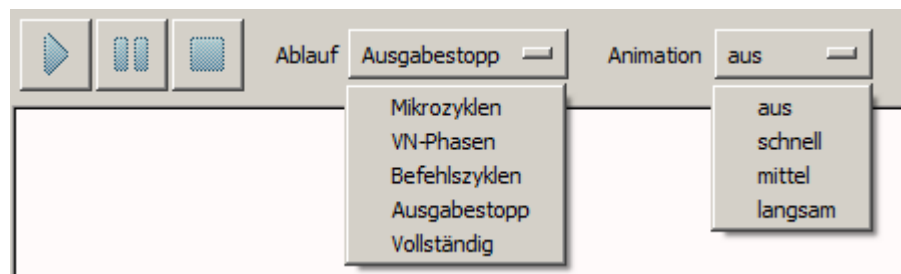 Ablauf Ausgabestopp Animation aus
Mikrozyklen aus
VN-Phasen schnell
Befehlszyklen mittel
Ausgabestopp langsam
Vollständig